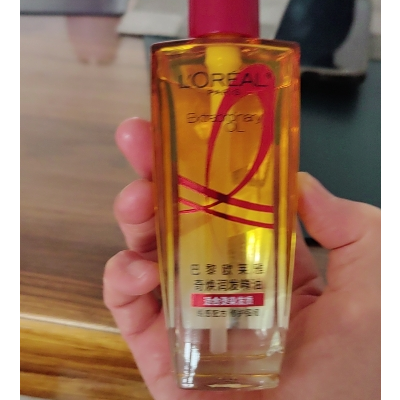 L'ORÉAL
PARIS
Extraordinary
OIL
巴黎欧莱雅
奇焕润发精油
适合烫染发质